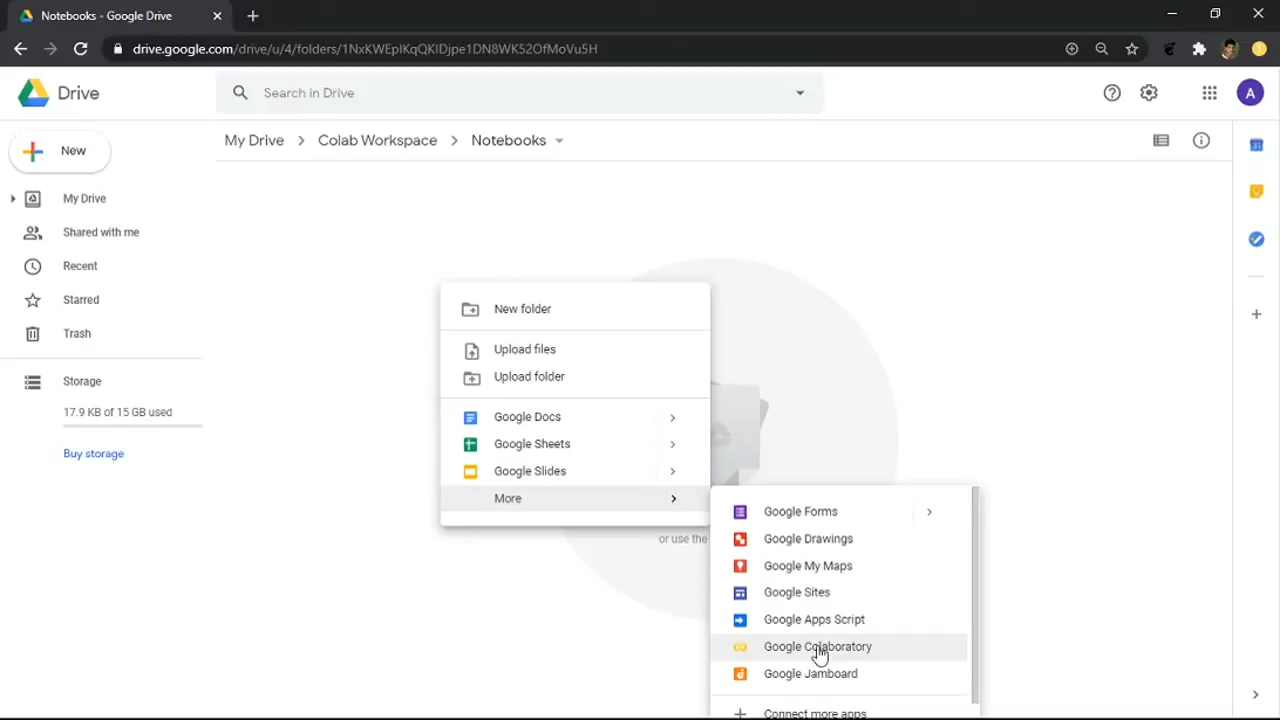 Notebooks - Google Drive
drive.google.com/drive/u/4/folders/1NxKWEpIKqQKIDjpe1DN8WK52OfMoVu5H
Drive
Search in Drive
A
New
My Drive
Colab Workspace
Notebooks
My Drive
Shared with me
Recent
Starred
Trash
Storage
17.9 KB of 15 GB used
Buy storage
New folder
Upload files
Upload folder
Google Docs
Google Sheets
Google Slides
More
or use the
Google Forms
Google Drawings
Google My Maps
Google Sites
Google Apps Script
Google Colaboratory
Google Jamboard
Connect more apps